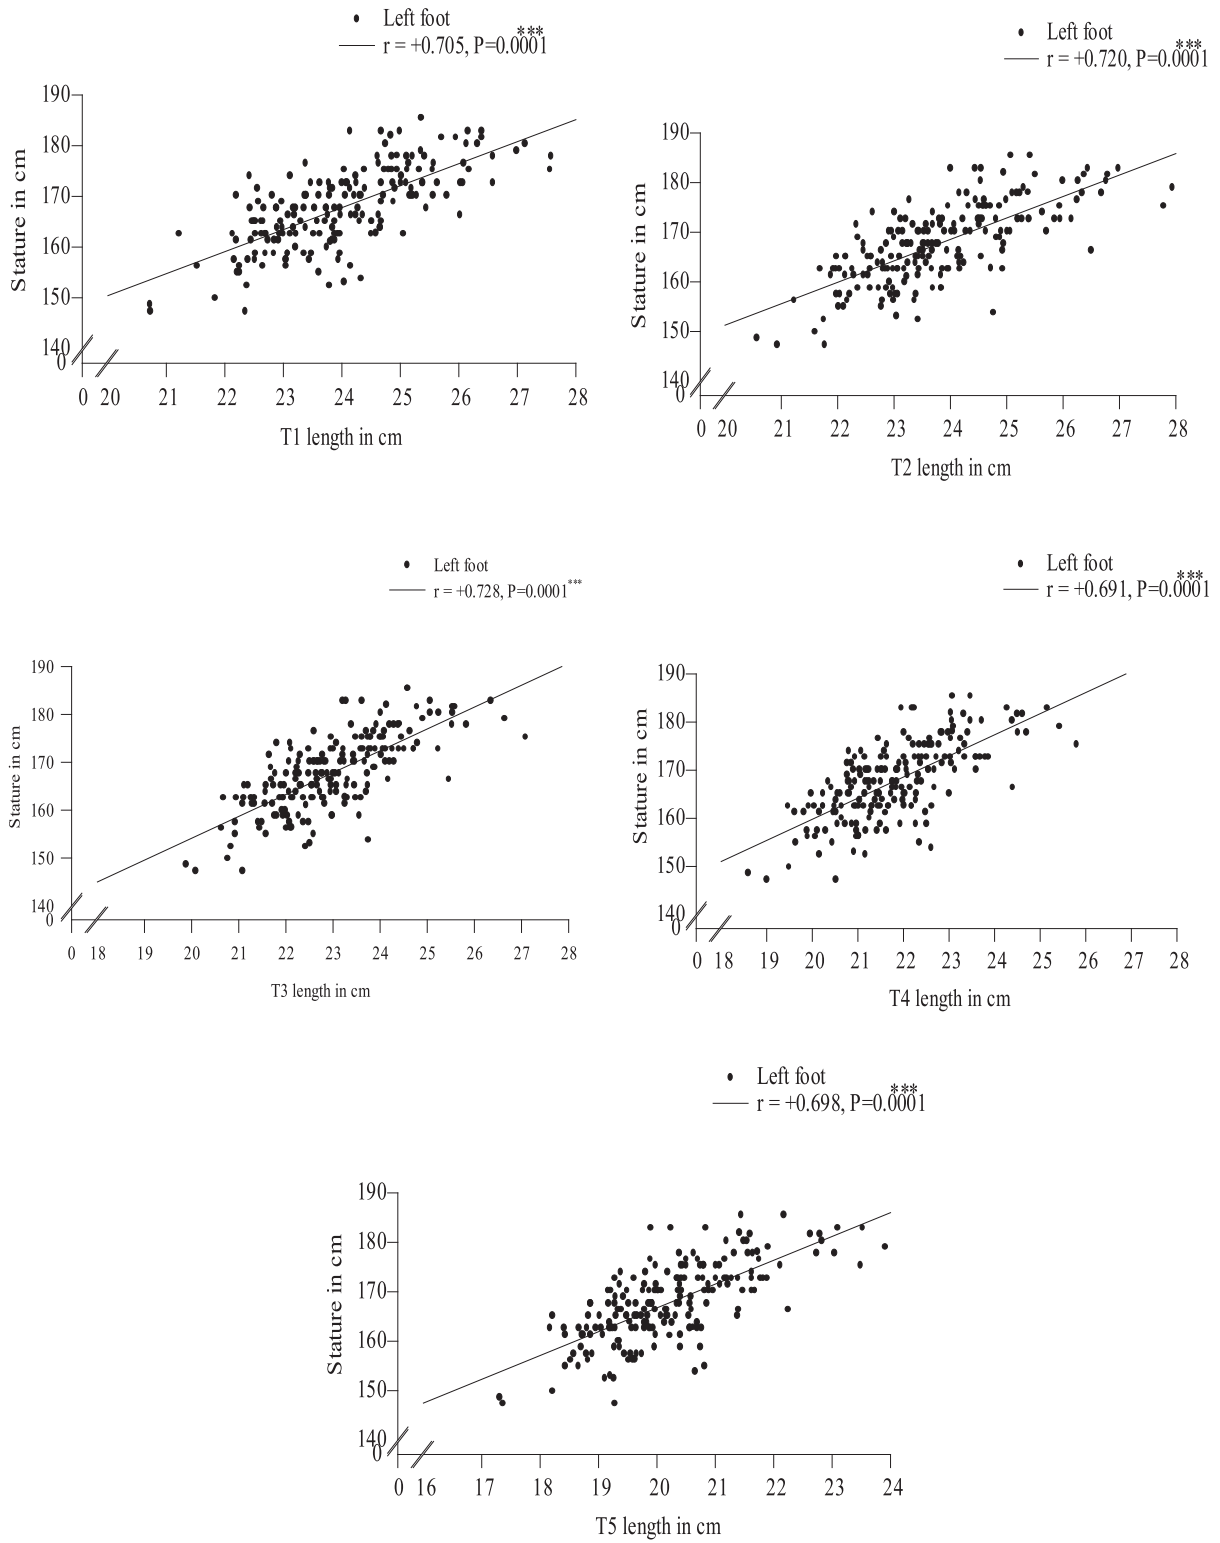 Left foot
r = +0.705, P=0.0001***
190
180
170
160
150
140
0
Stature in cm
0 20 21 22 23 24 25 26 27 28
T1 length in cm
Left foot
r = +0.720, P=0.0001***
190
180
170
160
150
140
0
Stature in cm
0 20 21 22 23 24 25 26 27 28
T2 length in cm
Left foot
r = +0.728, P=0.0001***
190
180
170
160
150
140
0
Stature in cm
0 18 19 20 21 22 23 24 25 26 27 28
T3 length in cm
Left foot
r = +0.691, P=0.0001***
190
180
170
160
150
140
0
Stature in cm
0 18 19 20 21 22 23 24 25 26 27 28
T4 length in cm
Left foot
r = +0.698, P=0.0001***
190
180
170
160
150
140
0
Stature in cm
0 16 17 18 19 20 21 22 23 24
T5 length in cm